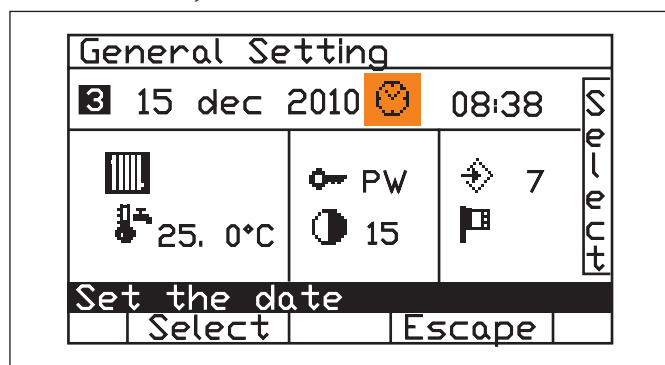 General Setting
3 15 dec 2010 08:38
PW 7
25. 0°C 15
Set the date
Select Escape
Select